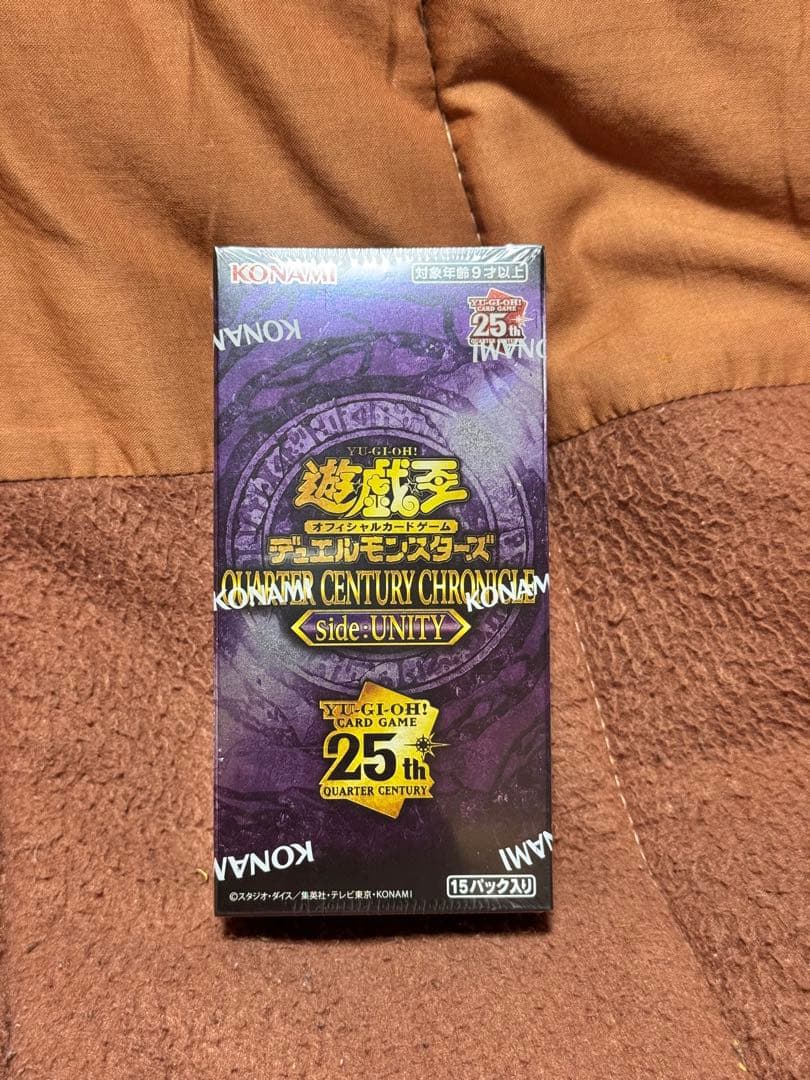 KONAMI
対象年齢9才以上
YU-GI-OH!
CARD GAME
25th
QUARTER CENTURY
KONAMI
KONAMI
YU-GI-OH!
遊☆戯☆王
オフィシャルカードゲーム
デュエルモンスターズ
QUARTER CENTURY CHRONICLE
KONAMI
KONAMI
side:UNITY
YU-GI-OH!
CARD GAME
25th
QUARTER CENTURY
KONAMI
KONAMI
15パック入り
©スタジオ・ダイス/集英社・テレビ東京・KONAMI